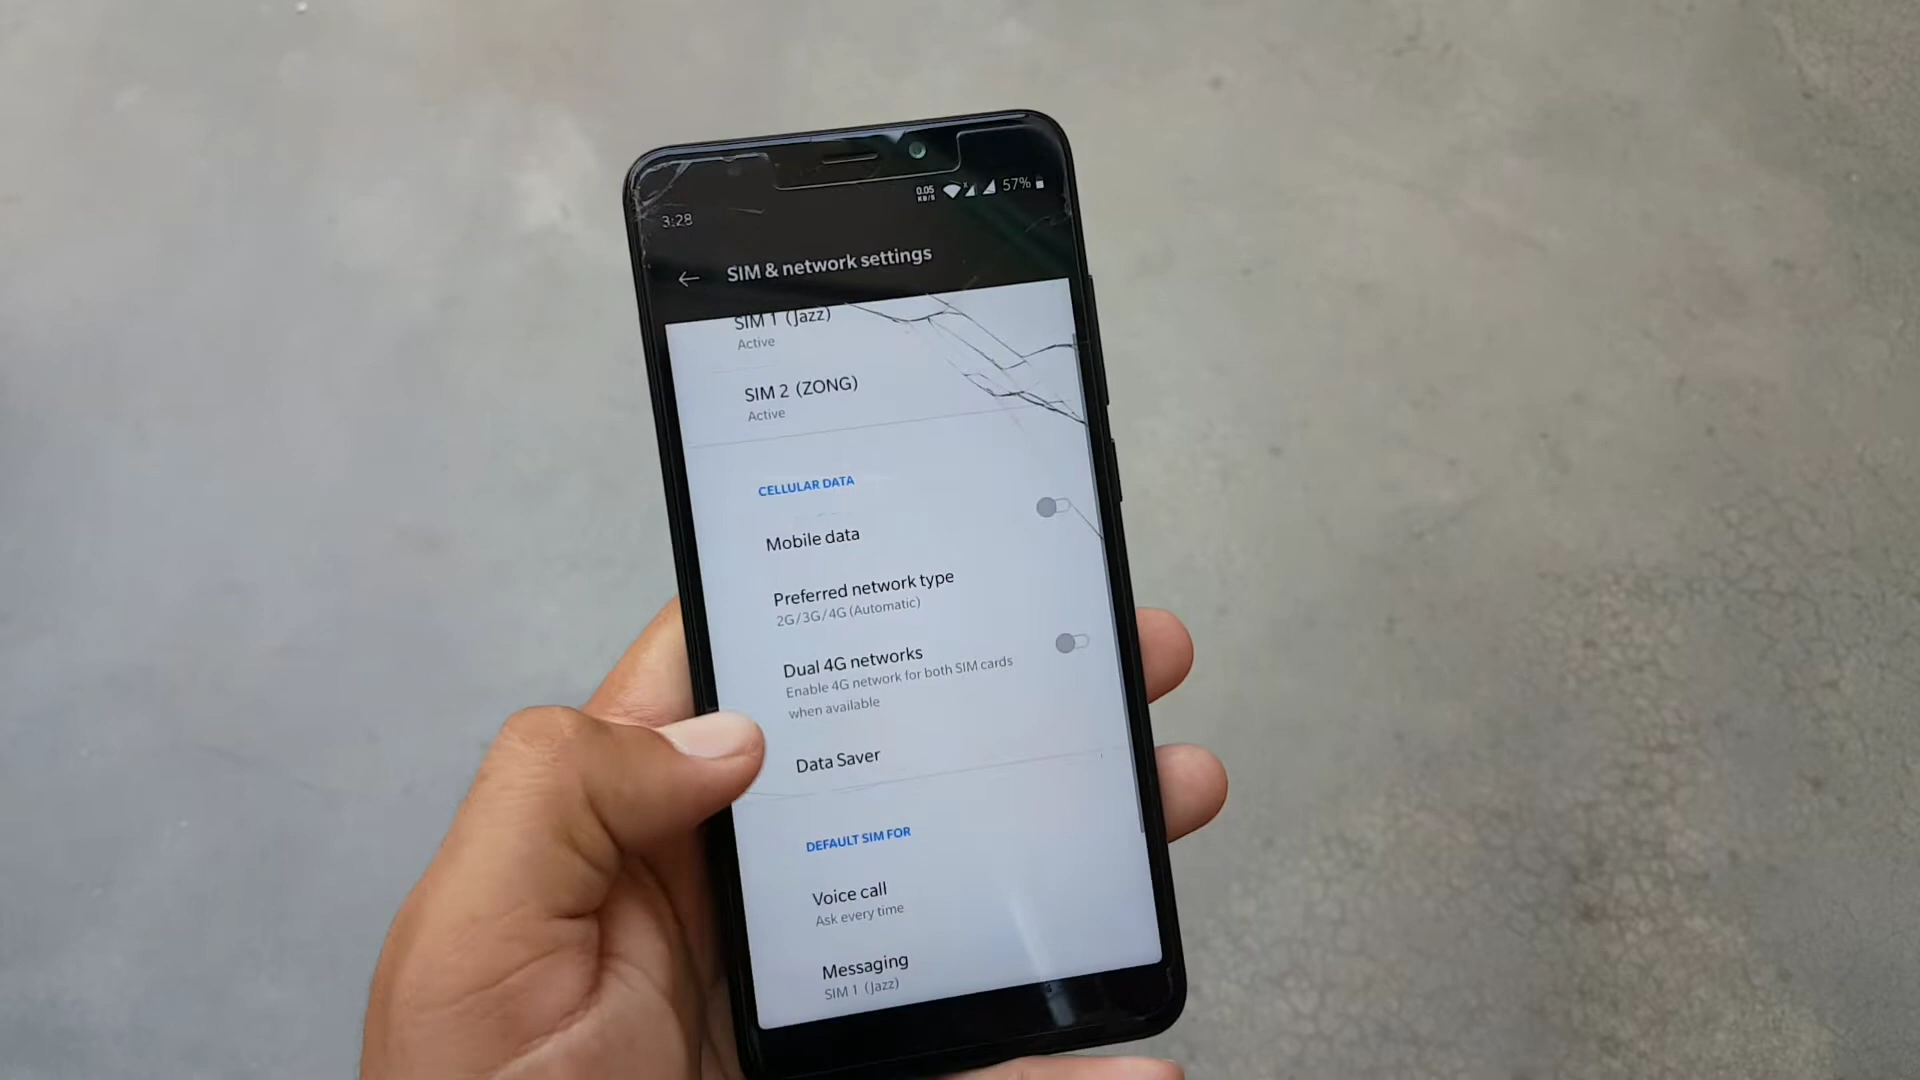 0.05
KB/S
57%
3:28
SIM & network settings
SIM 1 (Jazz)
Active
SIM 2 (ZONG)
Active
CELLULAR DATA
Mobile data
Preferred network type
2G/3G/4G (Automatic)
Dual 4G networks
Enable 4G network for both SIM cards
when available
Data Saver
DEFAULT SIM FOR
Voice call
Ask every time
Messaging
SIM 1 (Jazz)